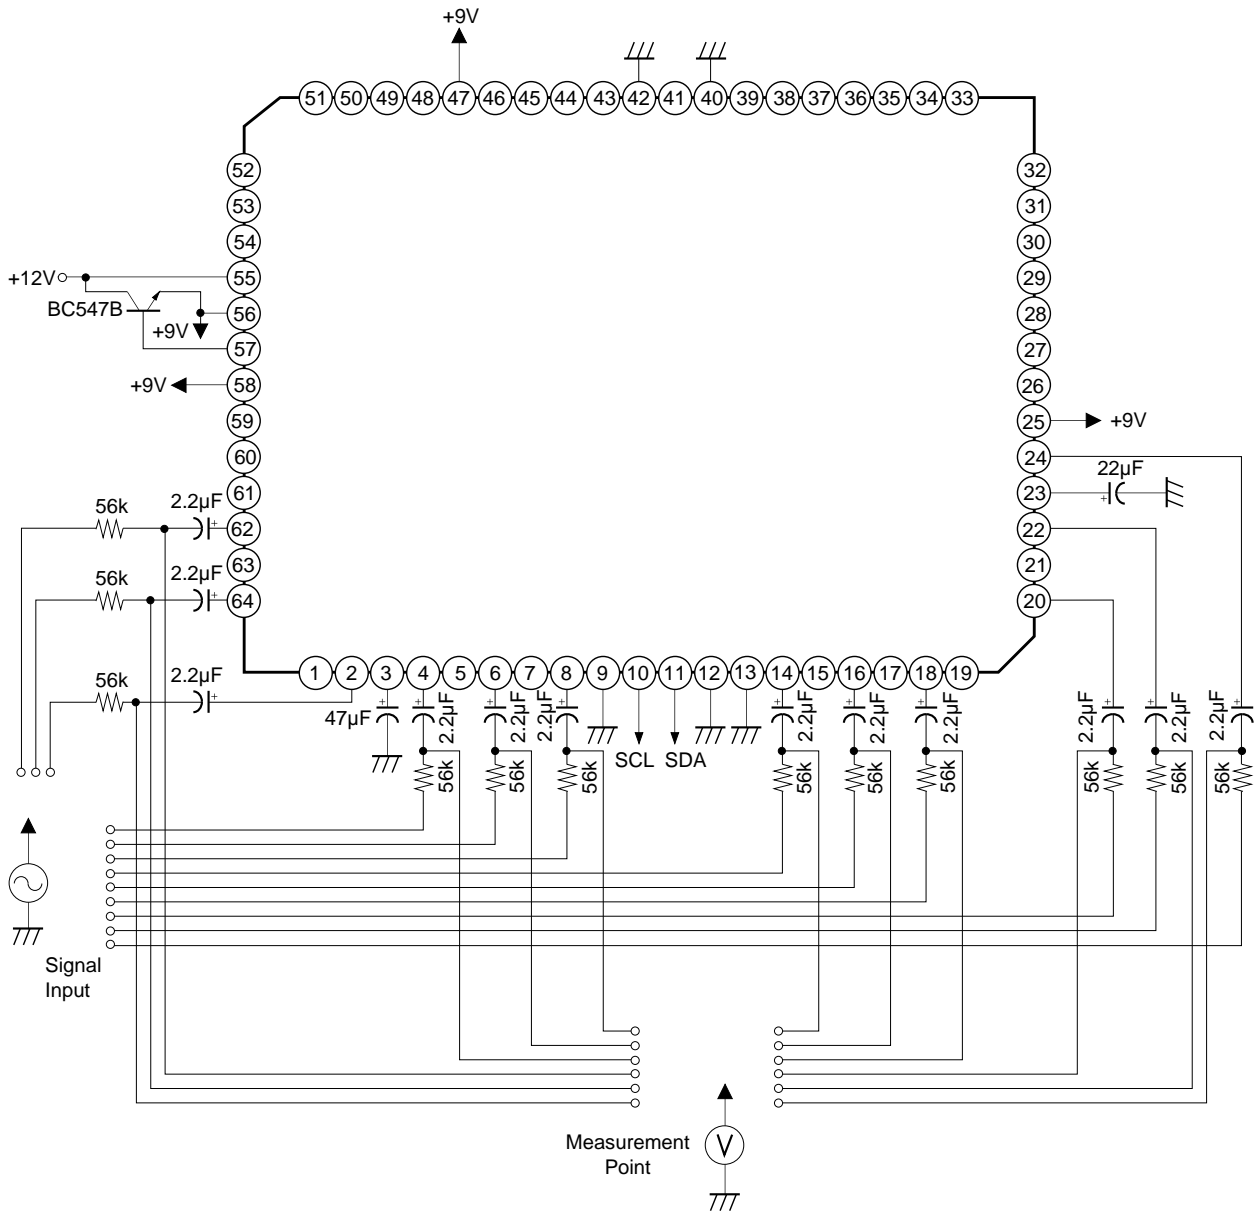 +9V
51 50 49 48 47 46 45 44 43 42 41 40 39 38 37 36 35 34 33
52 32
53 31
54 30
+12V 55 29
BC547B 56 28
+9V
57 27
+9V 58 26
59 25 +9V
60 24
22µF
61 23
+
56k 2.2µF
+ 62 22
63 21
56k 2.2µF
+ 64 20
56k 2.2µF
+
1 2 3 4 5 6 7 8 9 10 11 12 13 14 15 16 17 18 19
+ + + + + + + + + +
47µF 2.2µF 2.2µF 2.2µF 2.2µF 2.2µF 2.2µF 2.2µF 2.2µF 2.2µF
SCL SDA
56k 56k 56k 56k 56k 56k 56k 56k 56k
Signal
Input
Measurement
Point
V